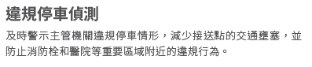 違規停車偵測
及時警示主管機關違規停車情形，減少接送點的交通壅塞，並
防止消防栓和醫院等重要區域附近的違規行為。